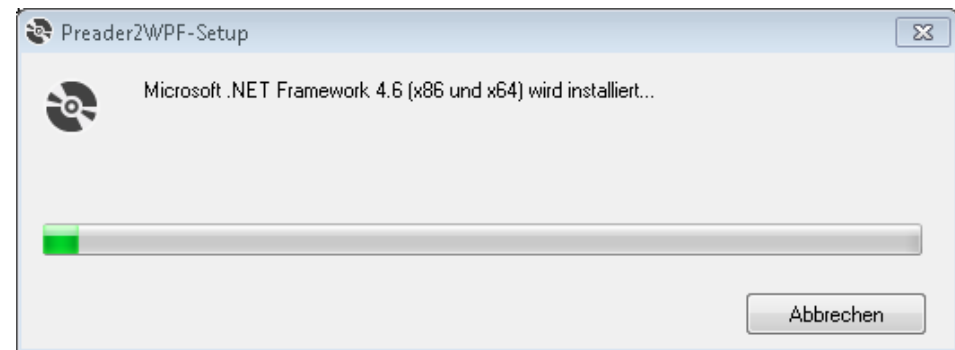 Preader2WPF-Setup
Microsoft .NET Framework 4.6 (x86 und x64) wird installiert...
Abbrechen